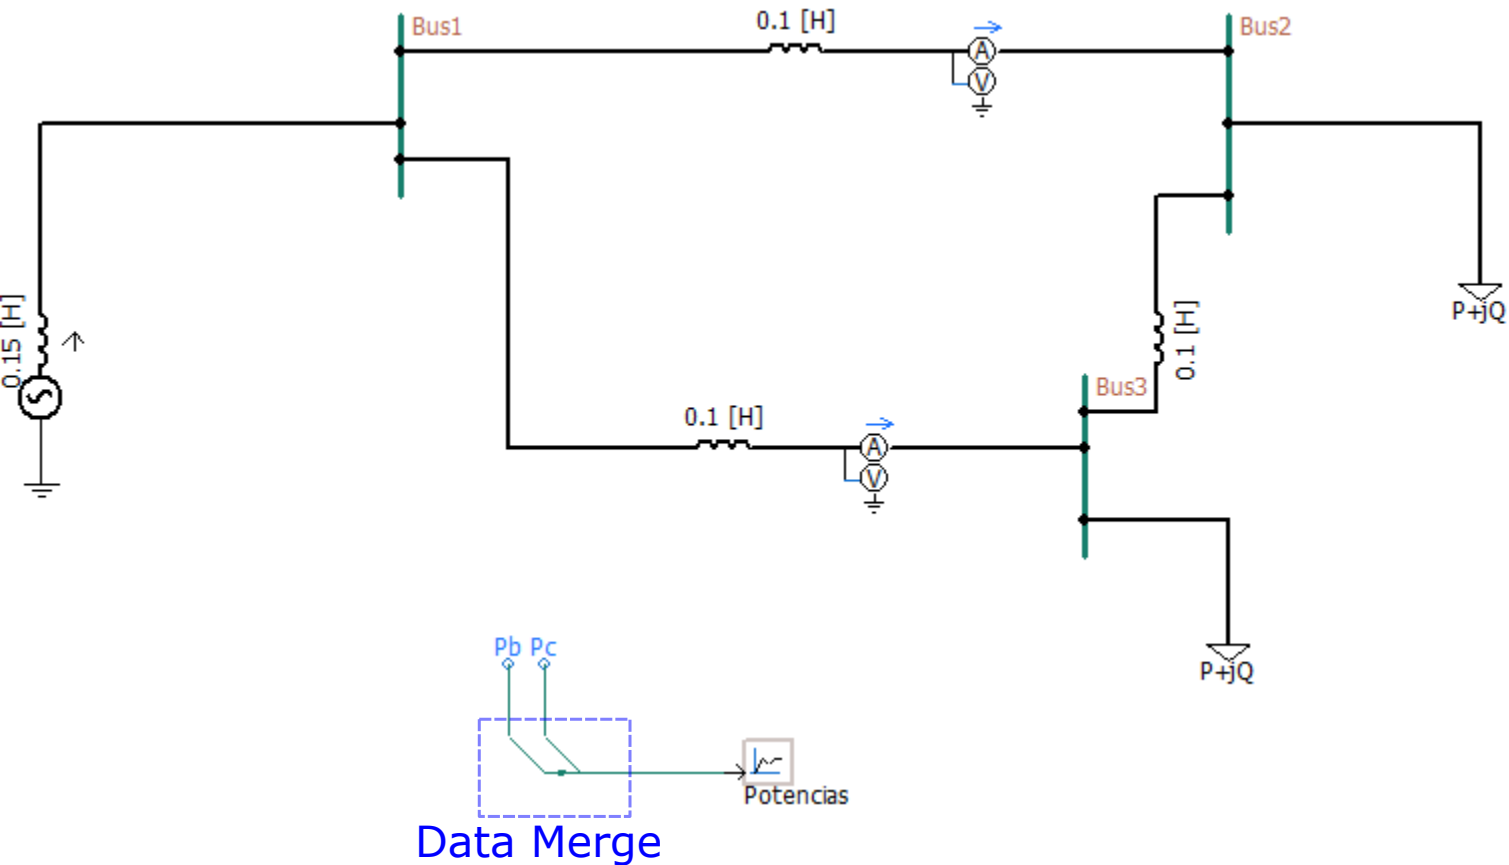 Bus1
0.1 [H]
A
V
Bus2
P+jQ
0.15 [H]
0.1 [H]
Bus3
0.1 [H]
A
V
P+jQ
Pb Pc
Potencias
Data Merge